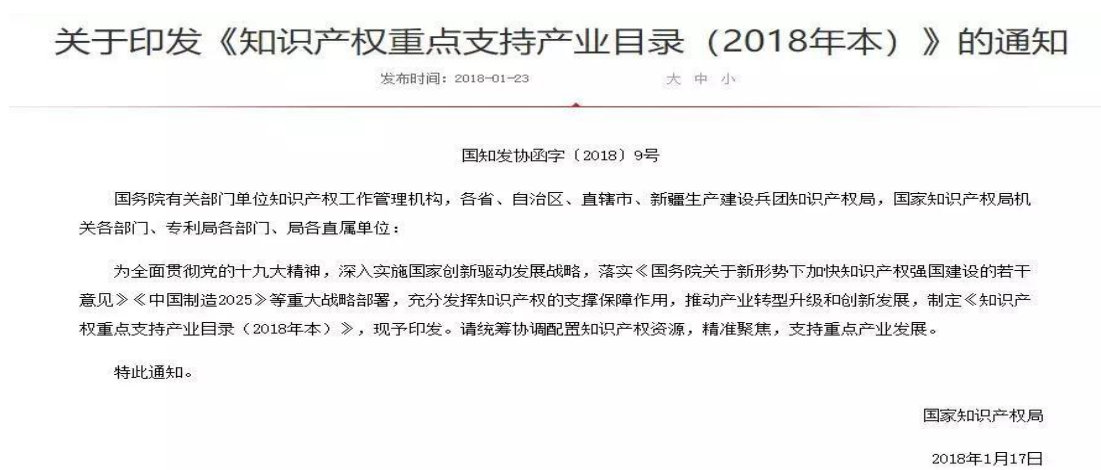 关于印发《知识产权重点支持产业目录（2018年本）》的通知
发布时间：2018-01-23 大 中 小
国知发协函字〔2018〕9号
国务院有关部门单位知识产权工作管理机构，各省、自治区、直辖市、新疆生产建设兵团知识产权局，国家知识产权局机
关各部门、专利局各部门、局各直属单位：
为全面贯彻党的十九大精神，深入实施国家创新驱动发展战略，落实《国务院关于新形势下加快知识产权强国建设的若干
意见》《中国制造2025》等重大战略部署，充分发挥知识产权的支撑保障作用，推动产业转型升级和创新发展，制定《知识产
权重点支持产业目录（2018年本）》，现予印发。请统筹协调配置知识产权资源，精准聚焦，支持重点产业发展。
特此通知。
国家知识产权局
2018年1月17日